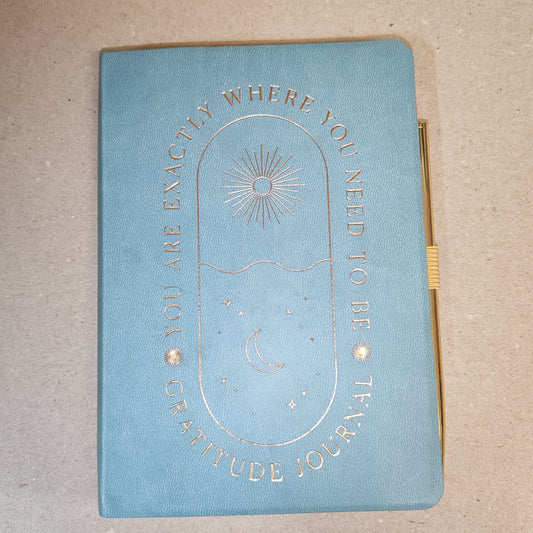 YOU ARE EXACTLY WHERE YOU NEED TO BE
GRATITUDE JOURNAL